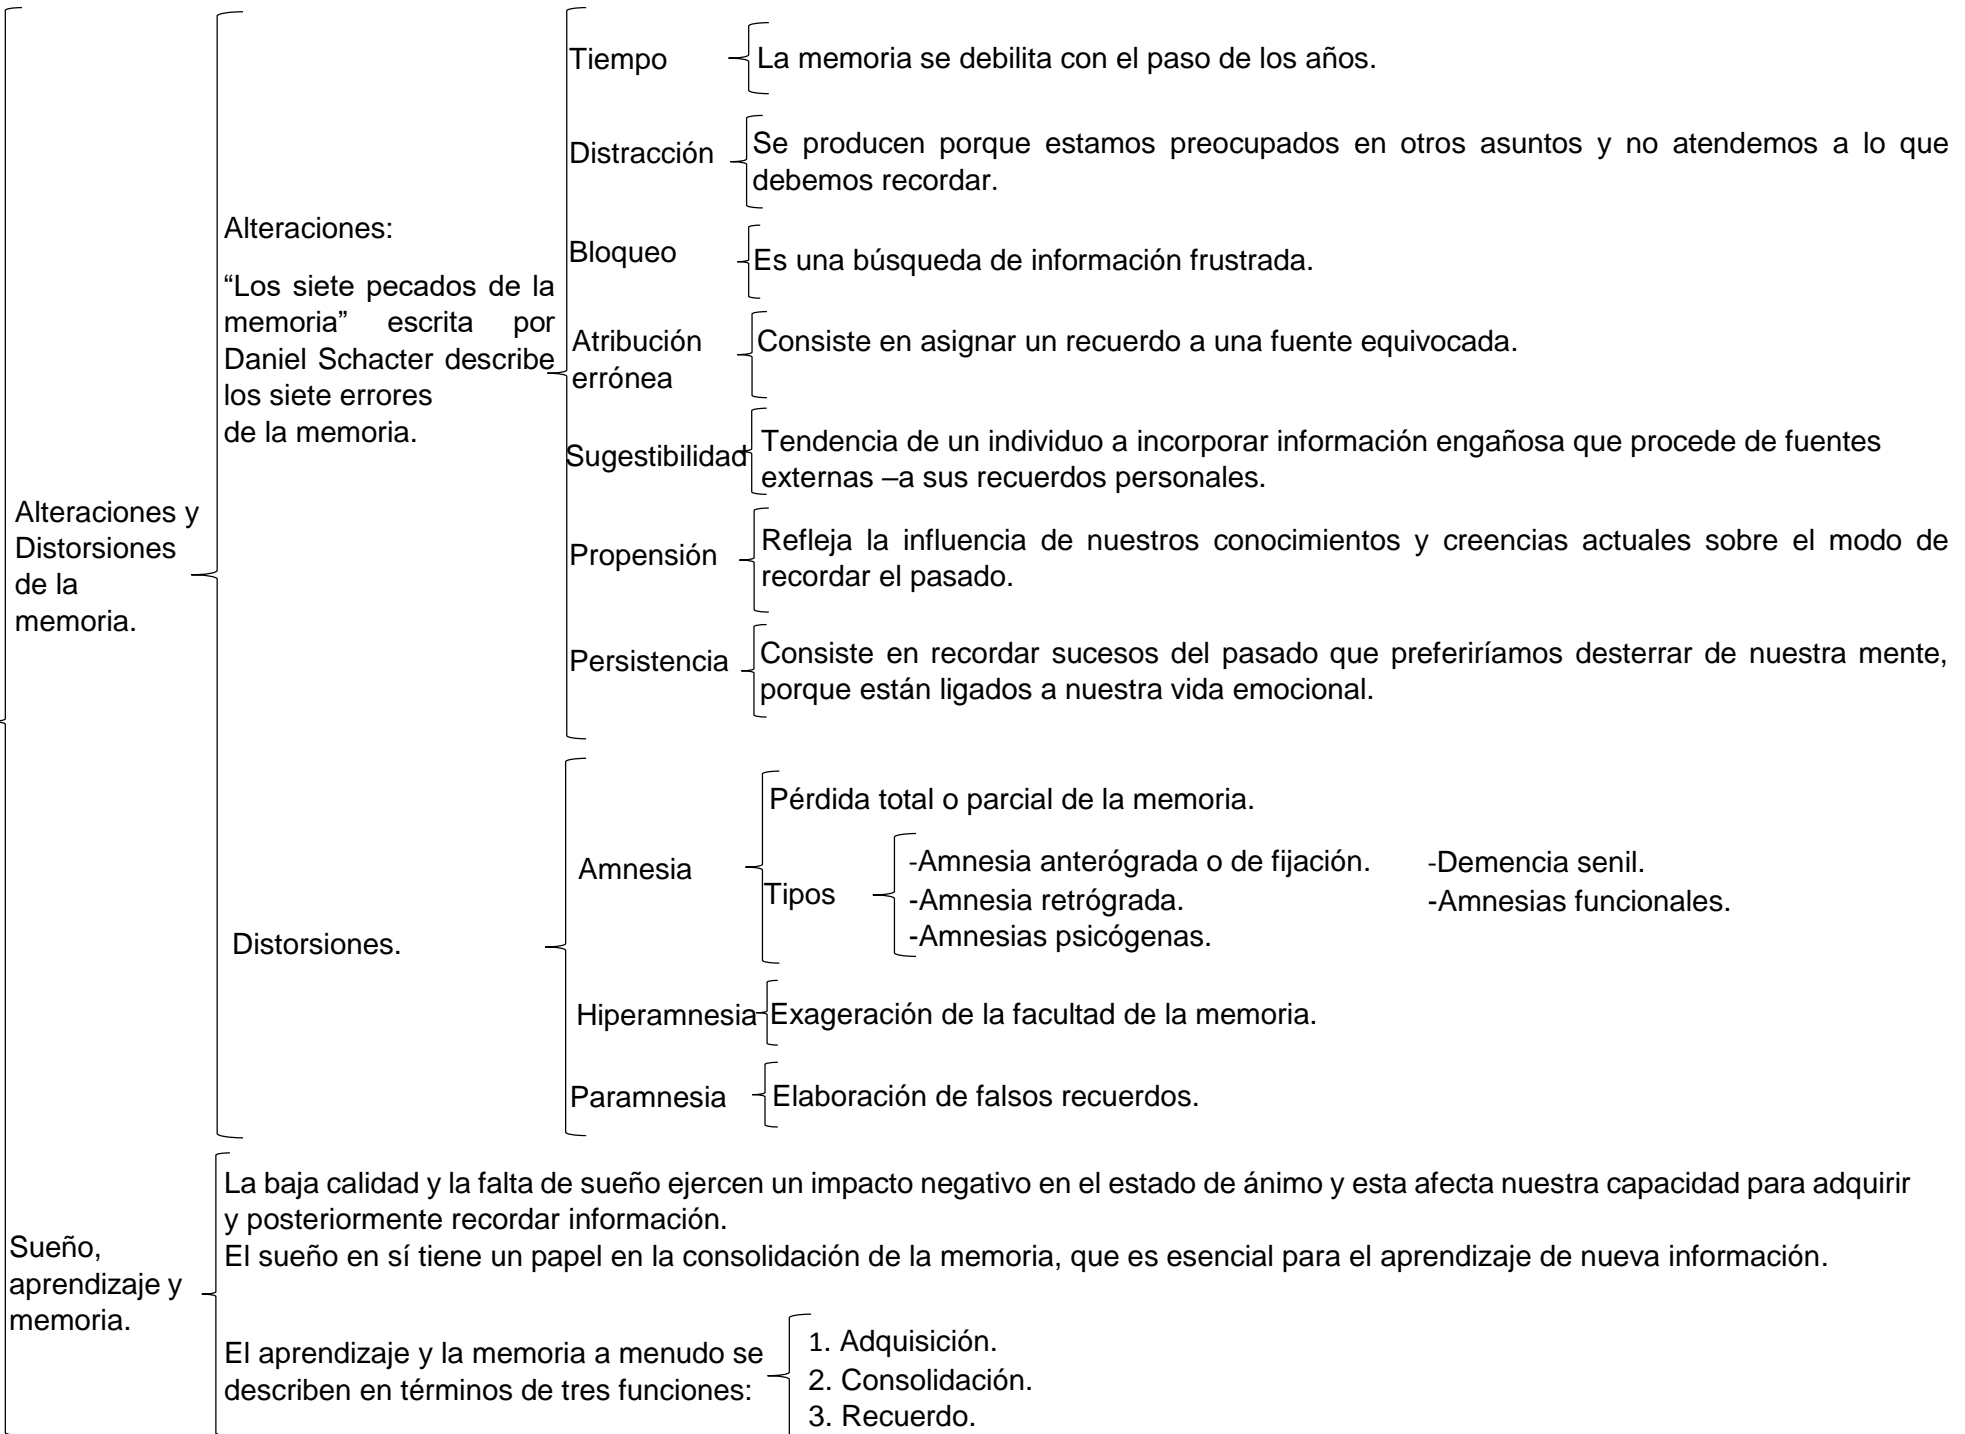 Alteraciones y
Distorsiones
de la
memoria.
Alteraciones:
“Los siete pecados de la
memoria” escrita por
Daniel Schacter describe
los siete errores
de la memoria.
Tiempo
La memoria se debilita con el paso de los años.
Distracción
Se producen porque estamos preocupados en otros asuntos y no atendemos a lo que
debemos recordar.
Bloqueo
Es una búsqueda de información frustrada.
Atribución
errónea
Consiste en asignar un recuerdo a una fuente equivocada.
Sugestibilidad
Tendencia de un individuo a incorporar información engañosa que procede de fuentes
externas –a sus recuerdos personales.
Propensión
Refleja la influencia de nuestros conocimientos y creencias actuales sobre el modo de
recordar el pasado.
Persistencia
Consiste en recordar sucesos del pasado que preferiríamos desterrar de nuestra mente,
porque están ligados a nuestra vida emocional.
Distorsiones.
Amnesia
Pérdida total o parcial de la memoria.
Tipos
-Amnesia anterógrada o de fijación.
-Amnesia retrógrada.
-Amnesias psicógenas.
-Demencia senil.
-Amnesias funcionales.
Hiperamnesia
Exageración de la facultad de la memoria.
Paramnesia
Elaboración de falsos recuerdos.
Sueño,
aprendizaje y
memoria.
La baja calidad y la falta de sueño ejercen un impacto negativo en el estado de ánimo y esta afecta nuestra capacidad para adquirir
y posteriormente recordar información.
El sueño en sí tiene un papel en la consolidación de la memoria, que es esencial para el aprendizaje de nueva información.
El aprendizaje y la memoria a menudo se
describen en términos de tres funciones:
1. Adquisición.
2. Consolidación.
3. Recuerdo.